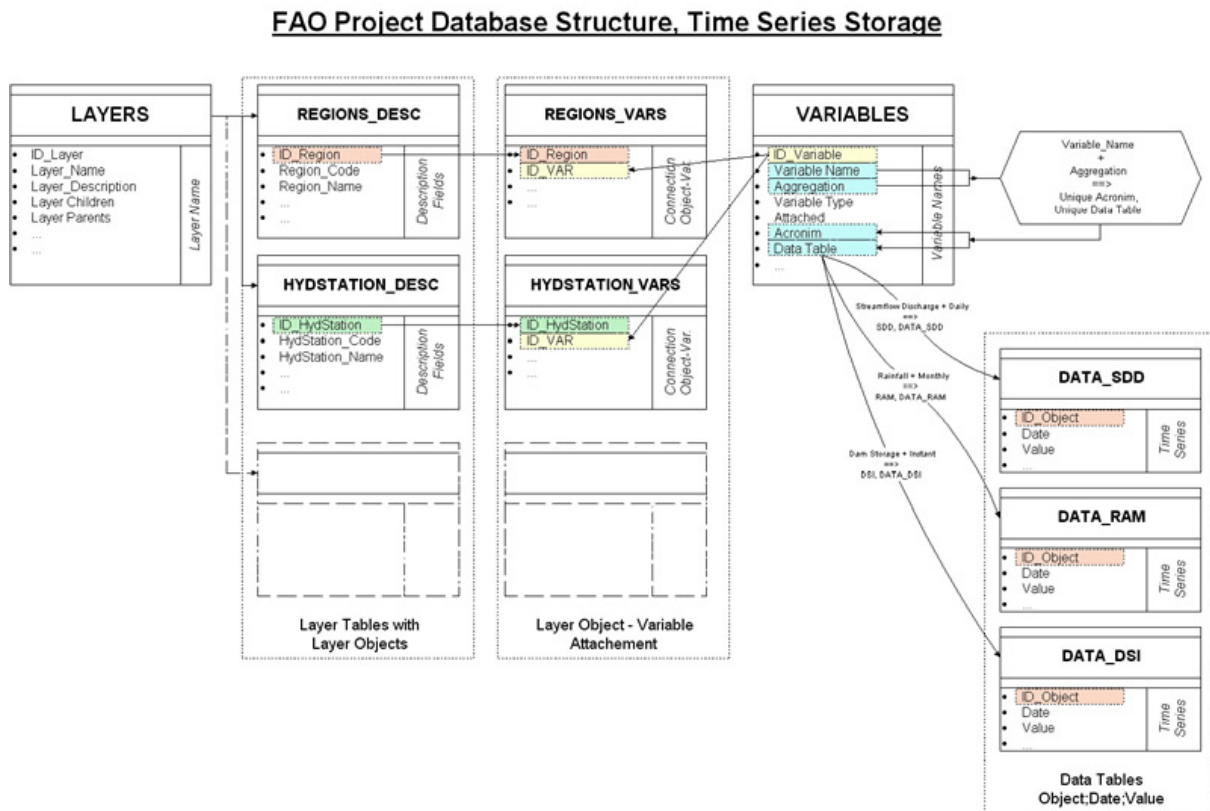 FAO Project Database Structure, Time Series Storage
LAYERS
ID_Layer
Layer_Name
Layer_Description
Layer Children
Layer Parents
...
...
Layer Name
REGIONS_DESC
ID_Region
Region_Code
Region_Name
...
...
Description
Fields
HYDSTATION_DESC
ID_HydStation
HydStation_Code
HydStation_Name
...
...
Description
Fields
Layer Tables with
Layer Objects
REGIONS_VARS
ID_Region
ID_VAR
...
...
Connection
Object-Var.
HYDSTATION_VARS
ID_HydStation
ID_VAR
...
...
Connection
Object-Var.
Layer Object - Variable
Attachement
VARIABLES
ID_Variable
Variable Name
Aggregation
Variable Type
Attached
Acronim
Data Table
...
Variable Names
Variable_Name
+
Aggregation
==>
Unique Acronim,
Unique Data Table
Streamflow Discharge + Daily
==>
SDD, DATA_SDD
Rainfall + Monthly
==>
RAM, DATA_RAM
Dam Storage + Instant
==>
DSI, DATA_DSI
DATA_SDD
ID_Object
Date
Value
...
Time
Series
DATA_RAM
ID_Object
Date
Value
...
Time
Series
DATA_DSI
ID_Object
Date
Value
...
Time
Series
Data Tables
Object;Date;Value